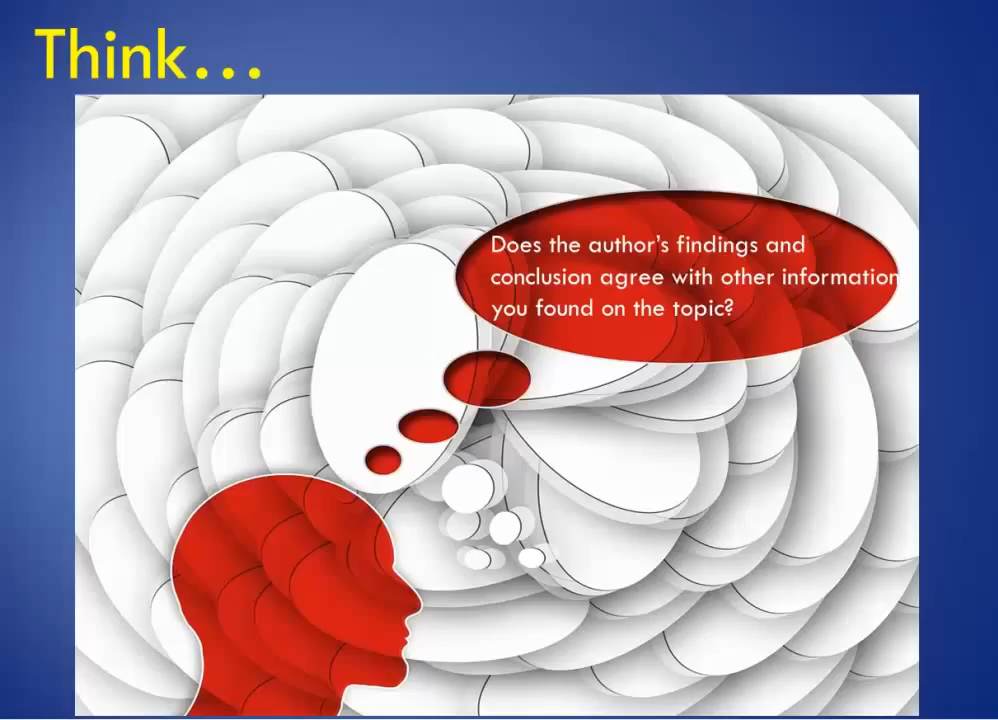 Think...
Does the author's findings and
conclusion agree with other information
you found on the topic?